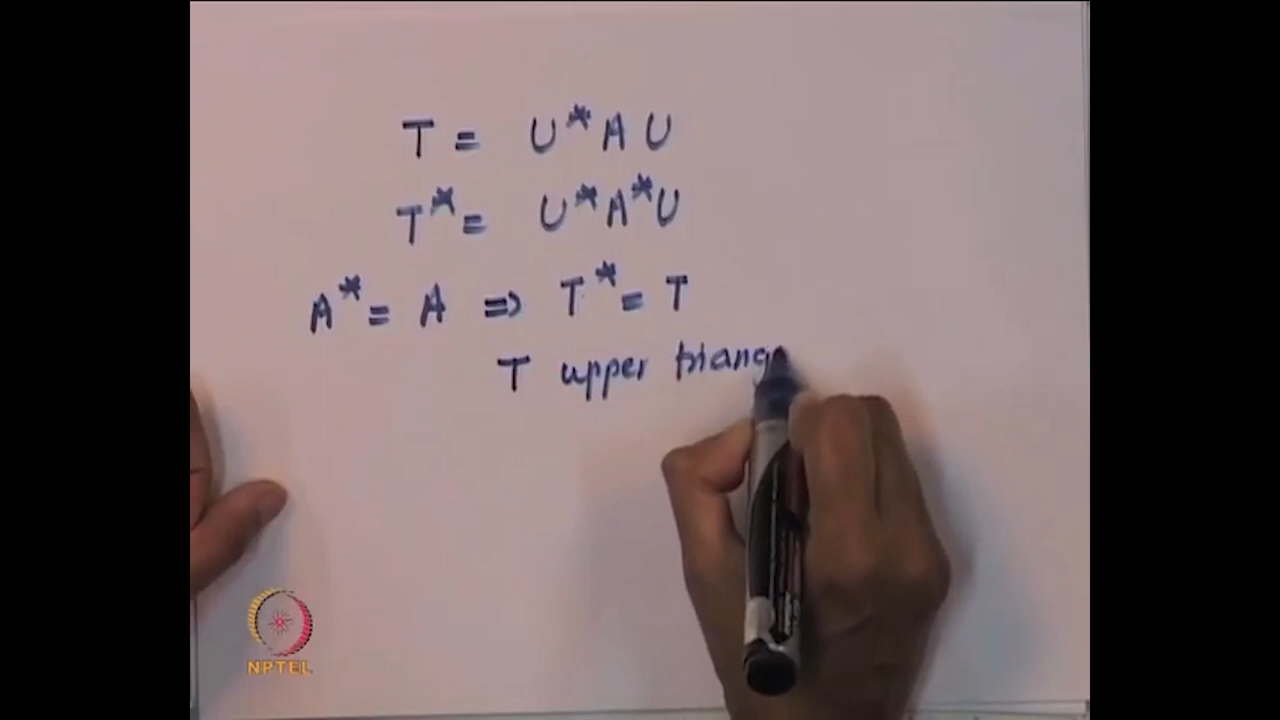 T = U*AU
T* = U*A*U
A* = A ⇒ T* = T
T upper triang
NPTEL